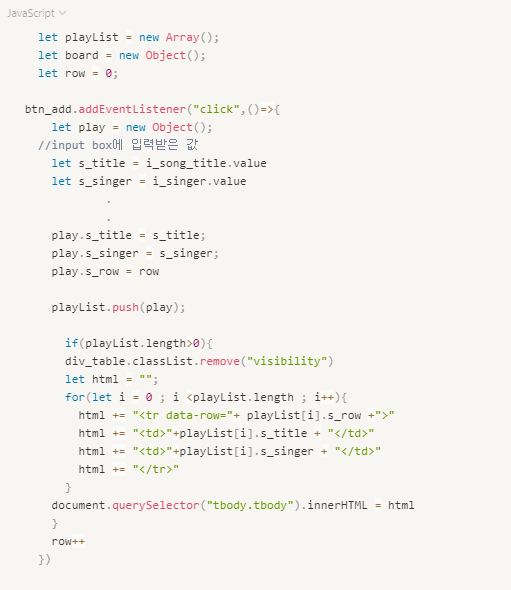 JavaScript
let playList = new Array();
let board = new Object();
let row = 0;
btn_add.addEventListener("click",()=>{
let play = new Object();
//input box에 입력받은 값
let s_title = i_song_title.value
let s_singer = i_singer.value
.
.
play.s_title = s_title;
play.s_singer = s_singer;
play.s_row = row
playList.push(play);
if(playList.length>0){
div_table.classList.remove("visibility")
let html = "";
for(let i = 0 ; i <playList.length ; i++){
html += "<tr data-row="+ playList[i].s_row +">"
html += "<td>"+playList[i].s_title + "</td>"
html += "<td>"+playList[i].s_singer + "</td>"
html += "</tr>"
}
document.querySelector("tbody.tbody").innerHTML = html
}
row++
})